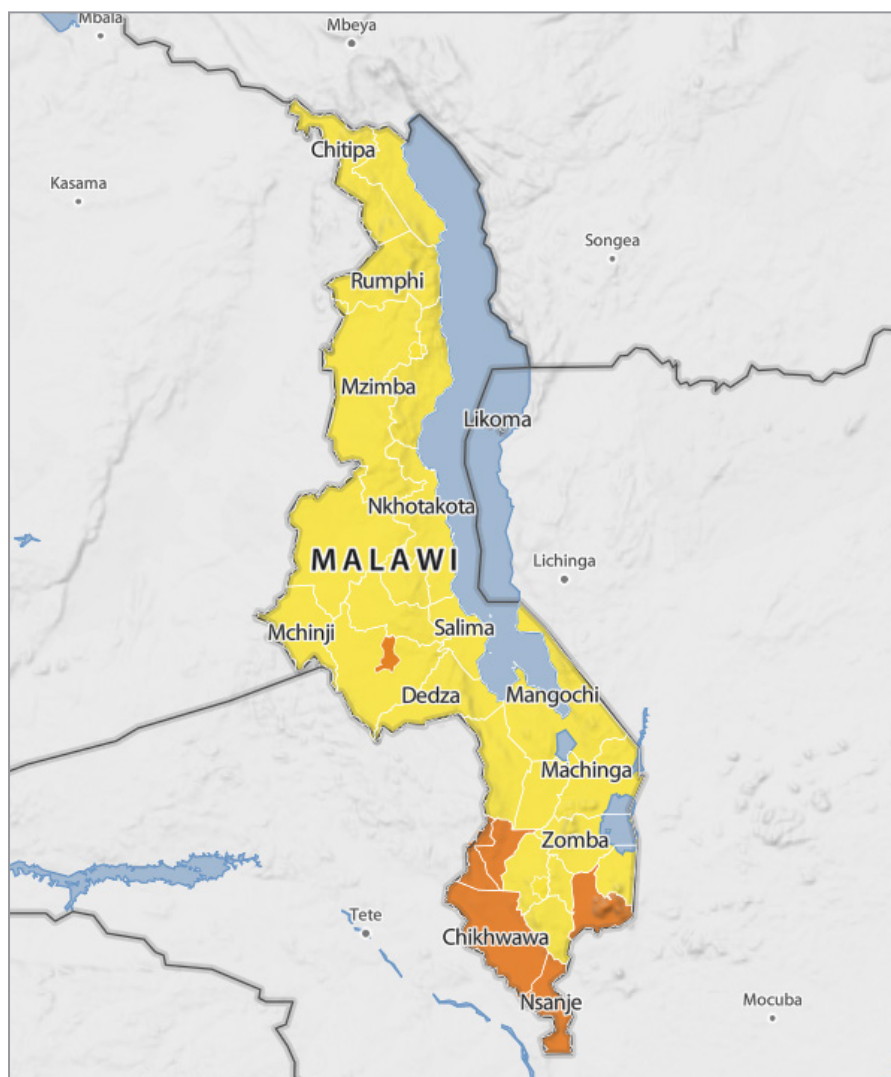 Mbala
Mbeya
Chitipa
Kasama
Songea
Rumphi
Mzimba
Likoma
Nkhotakota
MALAWI
Lichinga
Mchinji
Salima
Dedza
Mangochi
Machinga
Zomba
Tete
Chikhwawa
Nsanje
Mocuba